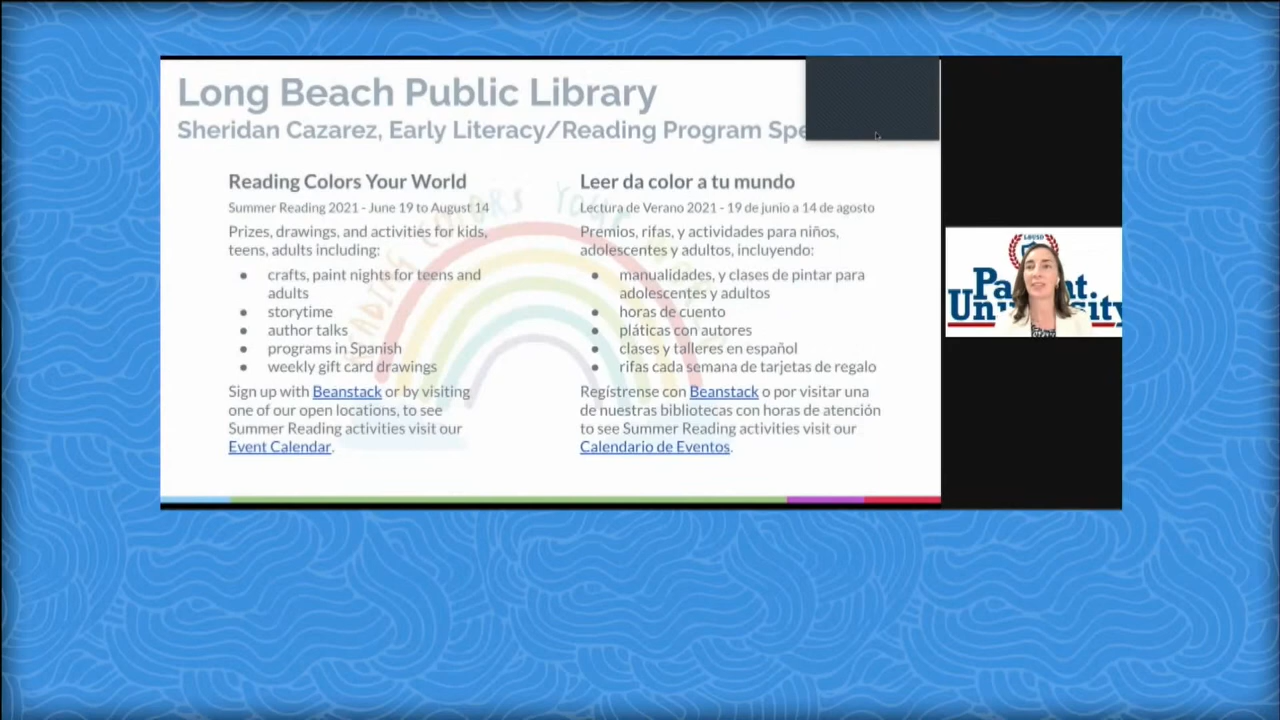 Long Beach Public Library
Sheridan Cazarez, Early Literacy/Reading Program Spe
Reading Colors Your World
Summer Reading 2021 - June 19 to August 14
Prizes, drawings, and activities for kids,
teens, adults including:
● crafts, paint nights for teens and
adults
● storytime
● author talks
● programs in Spanish
● weekly gift card drawings
Sign up with Beanstack or by visiting
one of our open locations, to see
Summer Reading activities visit our
Event Calendar.
Leer da color a tu mundo
Lectura de Verano 2021 - 19 de junio a 14 de agosto
Premios, rifas, y actividades para niños,
adolescentes y adultos, incluyendo:
● manualidades, y clases de pintar para
adolescentes y adultos
● horas de cuento
● pláticas con autores
● clases y talleres en español
● rifas cada semana de tarjetas de regalo
Regístrense con Beanstack o por visitar una
de nuestras bibliotecas con horas de atención
to see Summer Reading activities visit our
Calendario de Eventos.
LBUSD
Pa nt
Un sity